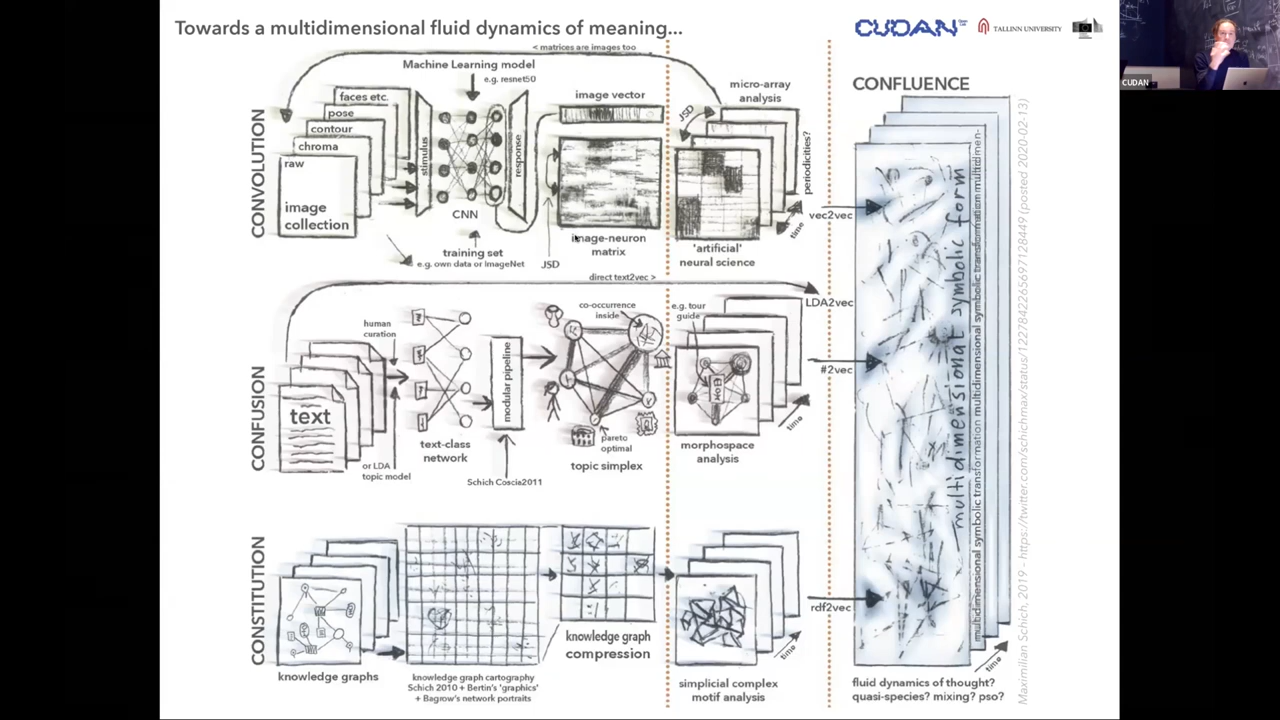 Towards a multidimensional fluid dynamics of meaning...
CUDAN Open Lab
TALLINN UNIVERSITY
CUDAN
CONVOLUTION
< matrices are images too
Machine Learning model
e.g. resnet50
faces etc.
pose
contour
chroma
raw
image
collection
stimulus
CNN
response
training set
e.g. own data or ImageNet
image vector
image-neuron
matrix
JSD
micro-array
analysis
JSD
periodicities?
time
'artificial'
neural science
vec2vec
CONFUSION
direct text2vec >
LDA2vec
text
human
curation
or LDA
topic model
text-class
network
modular pipeline
Schich Coscia2011
co-occurrence
inside
pareto
optimal
topic simplex
e.g. tour
guide
time
morphospace
analysis
#2vec
CONSTITUTION
knowledge graphs
knowledge graph cartography
Schich 2010 + Bertin's 'graphics'
+ Bagrow's network portraits
knowledge graph
compression
time
simplicial complex
motif analysis
rdf2vec
CONFLUENCE
multidimensional symbolic form
multidimensional symbolic transformation multidimensional symbolic transformation multidimen-
time
fluid dynamics of thought?
quasi-species? mixing? pso?
Maximilian Schich, 2019 - https://twitter.com/schichmax/status/1227842265697128449 (posted 2020-02-13)